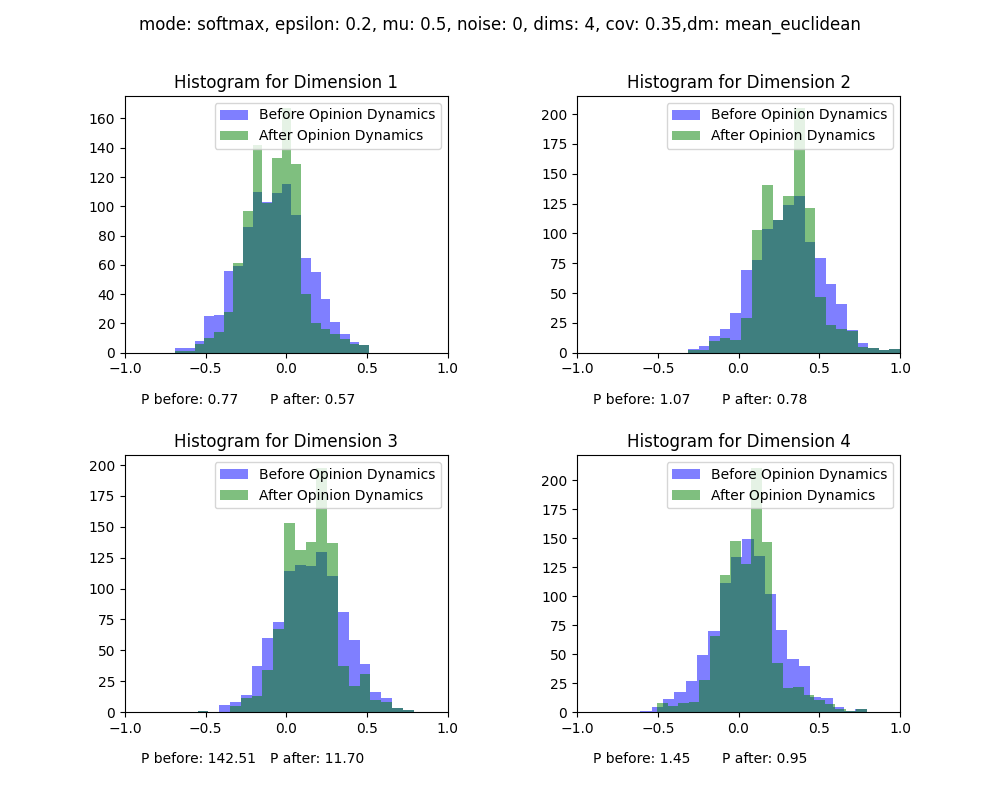 mode: softmax, epsilon: 0.2, mu: 0.5, noise: 0, dims: 4, cov: 0.35,dm: mean_euclidean
Histogram for Dimension 1
Before Opinion Dynamics
After Opinion Dynamics
160
140
120
100
80
60
40
20
0
−1.0 −0.5 0.0 0.5 1.0
P before: 0.77 P after: 0.57
Histogram for Dimension 2
Before Opinion Dynamics
After Opinion Dynamics
200
175
150
125
100
75
50
25
0
−1.0 −0.5 0.0 0.5 1.0
P before: 1.07 P after: 0.78
Histogram for Dimension 3
Before Opinion Dynamics
After Opinion Dynamics
200
175
150
125
100
75
50
25
0
−1.0 −0.5 0.0 0.5 1.0
P before: 142.51 P after: 11.70
Histogram for Dimension 4
Before Opinion Dynamics
After Opinion Dynamics
200
175
150
125
100
75
50
25
0
−1.0 −0.5 0.0 0.5 1.0
P before: 1.45 P after: 0.95